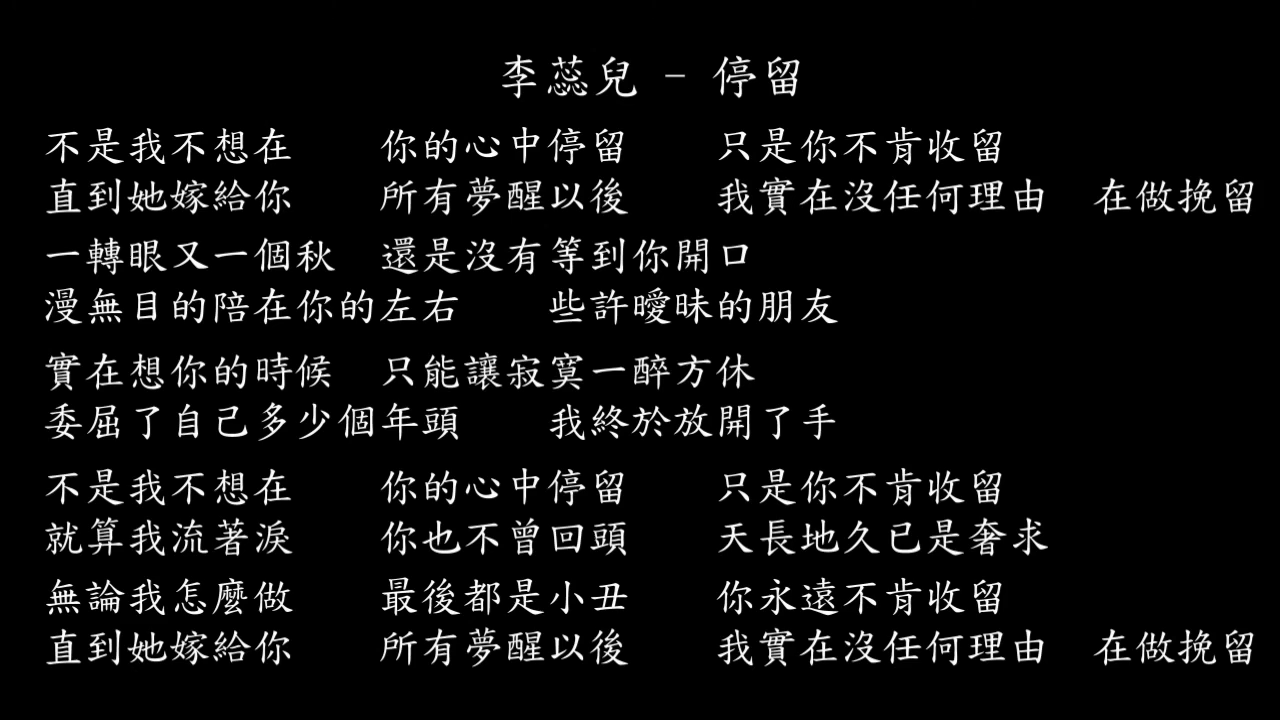 李蕊兒 - 停留
不是我不想在 你的心中停留 只是你不肯收留
直到她嫁給你 所有夢醒以後 我實在沒任何理由 在做挽留
一轉眼又一個秋 還是沒有等到你開口
漫無目的陪在你的左右 些許曖昧的朋友
實在想你的時候 只能讓寂寞一醉方休
委屈了自己多少個年頭 我終於放開了手
不是我不想在 你的心中停留 只是你不肯收留
就算我流著淚 你也不曾回頭 天長地久已是奢求
無論我怎麼做 最後都是小丑 你永遠不肯收留
直到她嫁給你 所有夢醒以後 我實在沒任何理由 在做挽留